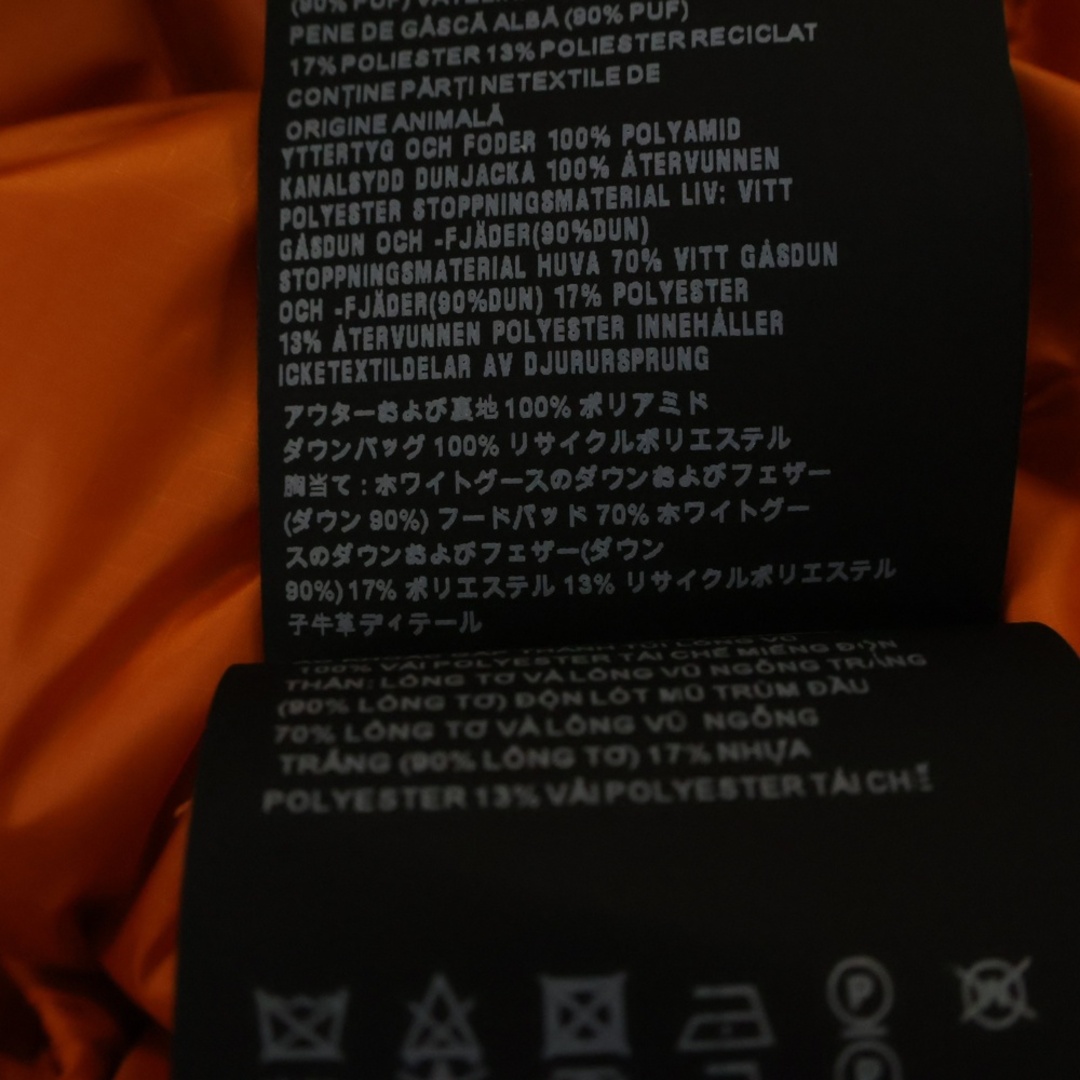 (90% PUF)
PENE DE GÂSCĂ ALBĂ (90% PUF)
17% POLIESTER 13% POLIESTER RECICLAT
CONȚINE PĂRȚI NETEXTILE DE
ORIGINE ANIMALĂ
YTTERTYG OCH FODER 100% POLYAMID
KANALSYDD DUNJACKA 100% ÅTERVUNNEN
POLYESTER STOPPNINGSMATERIAL LIV: VITT
GÅSDUN OCH -FJÄDER(90%DUN)
STOPPNINGSMATERIAL HUVA 70% VITT GÅSDUN
OCH -FJÄDER(90%DUN) 17% POLYESTER
13% ÅTERVUNNEN POLYESTER INNEHÅLLER
ICKETEXTILDELAR AV DJURURSPRUNG
アウターおよび裏地 100% ポリアミド
ダウンバッグ 100% リサイクルポリエステル
胸当て : ホワイトグースのダウンおよびフェザー
(ダウン 90%) フードパッド 70% ホワイトグー
スのダウンおよびフェザー(ダウン
90%) 17% ポリエステル 13% リサイクルポリエステル
子牛革ディテール
100% VẢI POLYESTER TÁI CHẾ MIẾNG ĐỘN
THÂN: LÔNG TƠ VÀ LÔNG VŨ NGỖNG TRẮNG
(90% LÔNG TƠ) ĐỘN LÓT MŨ TRÙM ĐẦU
70% LÔNG TƠ VÀ LÔNG VŨ NGỖNG
TRẮNG (90% LÔNG TƠ) 17% NHỰA
POLYESTER 13% VẢI POLYESTER TÁI CHẾ
P
W
P